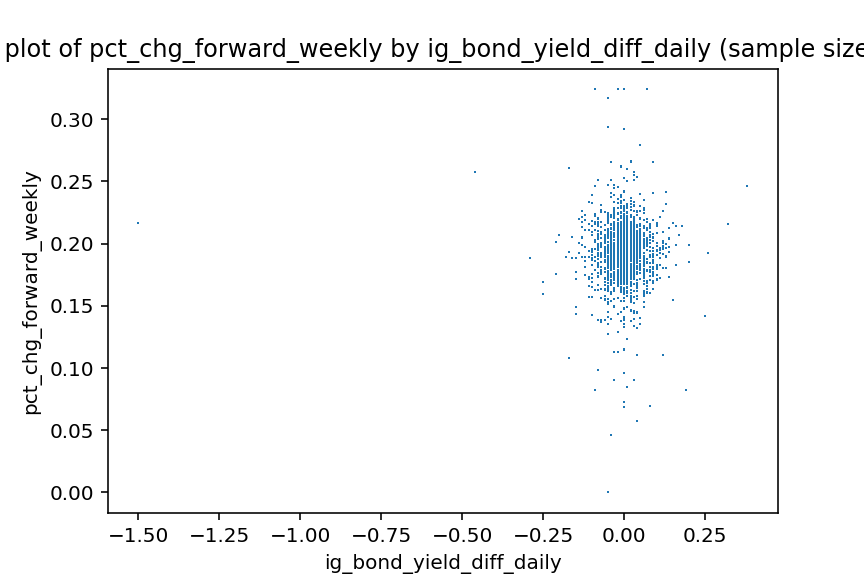 plot of pct_chg_forward_weekly by ig_bond_yield_diff_daily (sample size
0.30
0.25
0.20
0.15
0.10
0.05
0.00
pct_chg_forward_weekly
−1.50 −1.25 −1.00 −0.75 −0.50 −0.25 0.00 0.25
ig_bond_yield_diff_daily